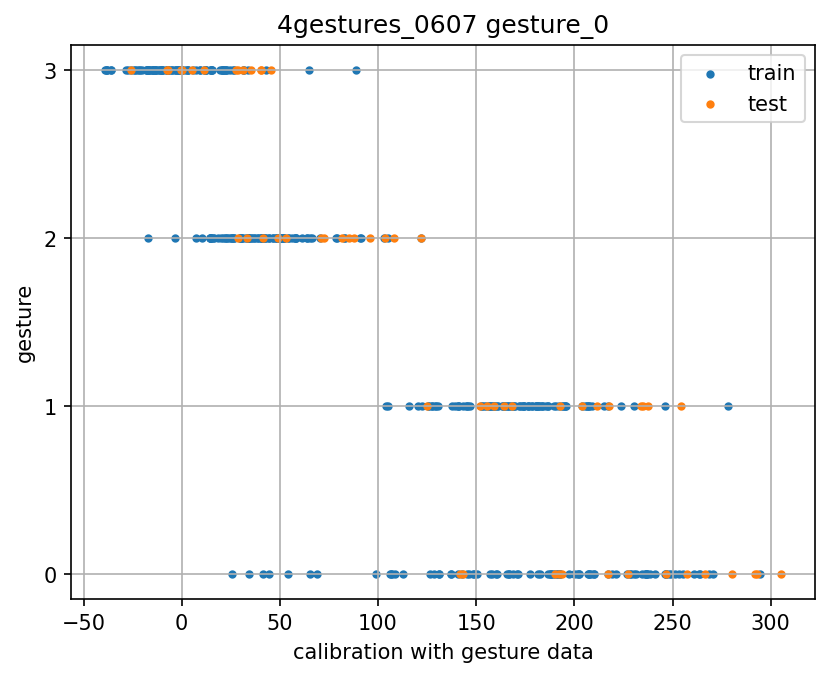 4gestures_0607 gesture_0
train
test
gesture
3
2
1
0
−50
0
50
100
150
200
250
300
calibration with gesture data